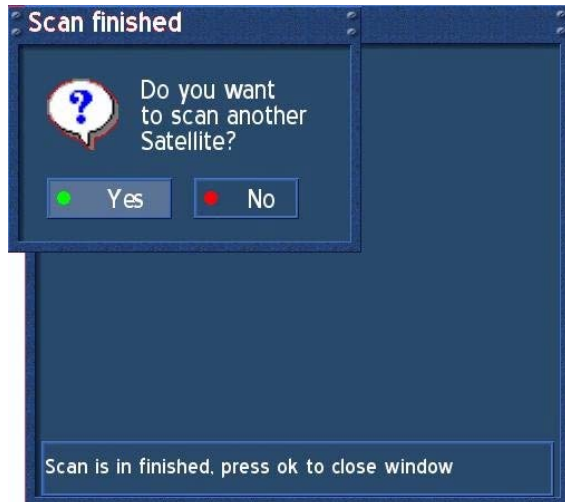 Scan finished
Do you want
to scan another
Satellite?
Yes
No
Scan is in finished, press ok to close window